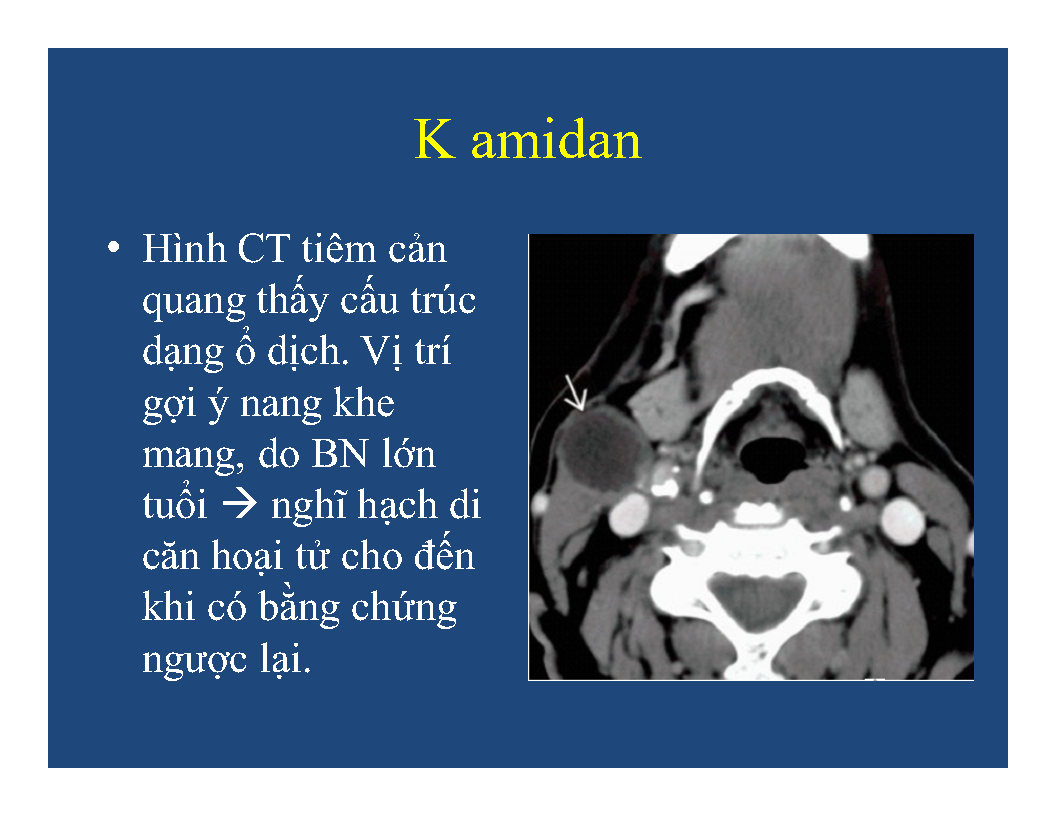 K amidan
• Hình CT tiêm cản
quang thấy cấu trúc
dạng ổ dịch. Vị trí
gợi ý nang khe
mang, do BN lớn
tuổi → nghĩ hạch di
căn hoại tử cho đến
khi có bằng chứng
ngược lại.